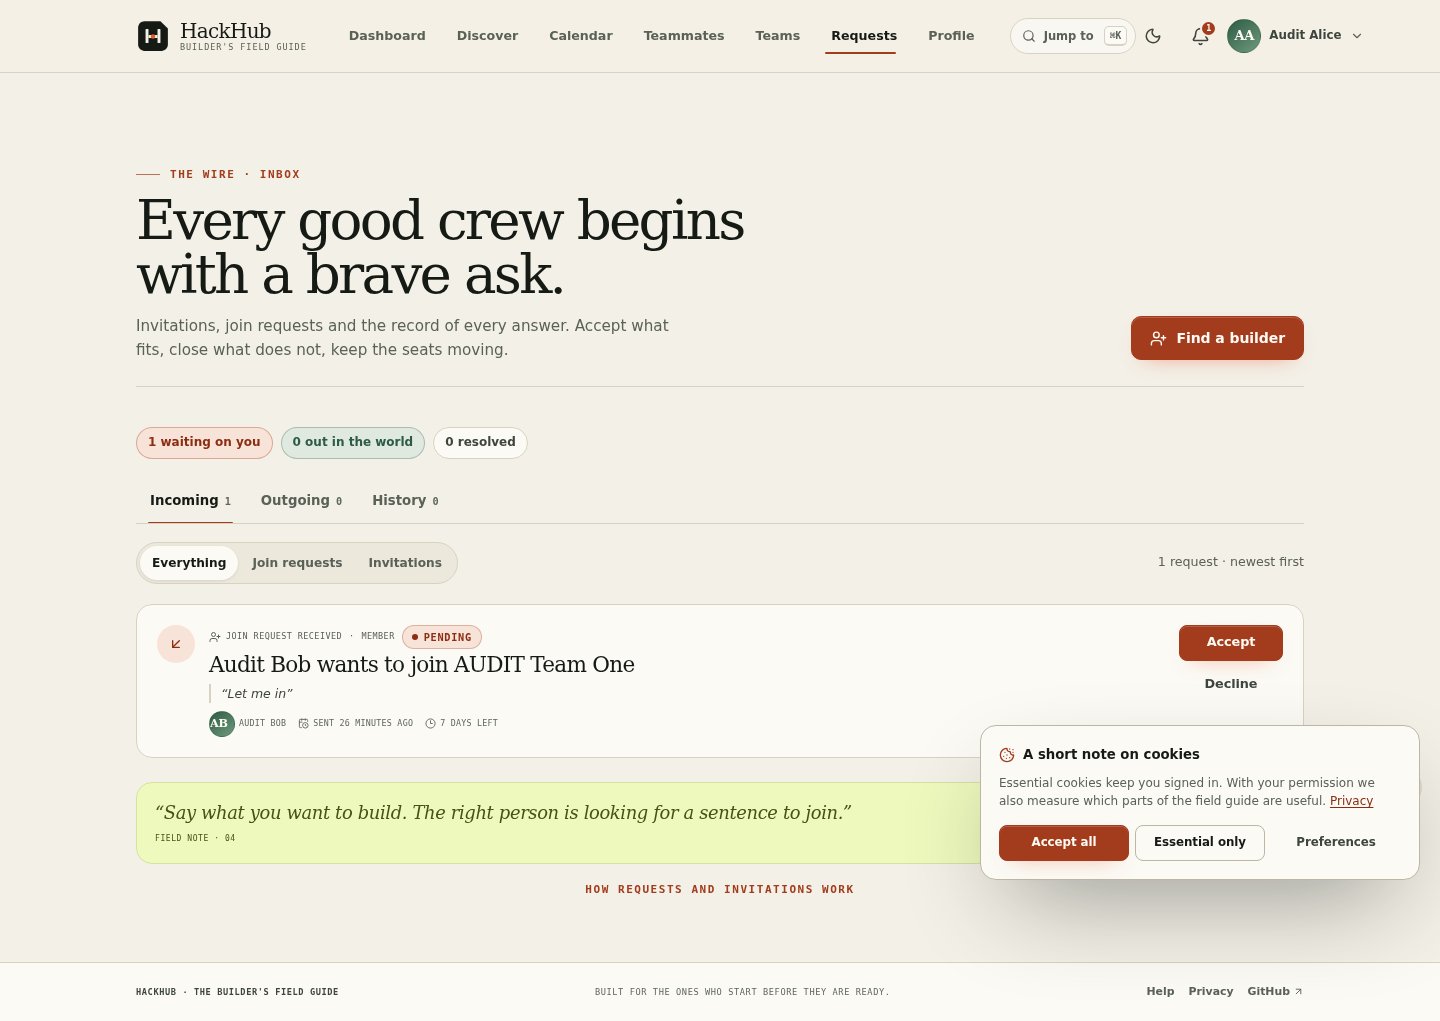 HackHub
BUILDER'S FIELD GUIDE
Dashboard
Discover
Calendar
Teammates
Teams
Requests
Profile
Jump to
⌘K
1
AA
Audit Alice
THE WIRE · INBOX
Every good crew begins
with a brave ask.
Invitations, join requests and the record of every answer. Accept what
fits, close what does not, keep the seats moving.
Find a builder
1 waiting on you
0 out in the world
0 resolved
Incoming 1
Outgoing 0
History 0
Everything
Join requests
Invitations
1 request · newest first
JOIN REQUEST RECEIVED · MEMBER
PENDING
Audit Bob wants to join AUDIT Team One
“Let me in”
AB
AUDIT BOB
SENT 26 MINUTES AGO
7 DAYS LEFT
Accept
Decline
“Say what you want to build. The right person is looking for a sentence to join.”
FIELD NOTE · 04
HOW REQUESTS AND INVITATIONS WORK
A short note on cookies
Essential cookies keep you signed in. With your permission we
also measure which parts of the field guide are useful. Privacy
Accept all
Essential only
Preferences
HACKHUB · THE BUILDER'S FIELD GUIDE
BUILT FOR THE ONES WHO START BEFORE THEY ARE READY.
Help
Privacy
GitHub